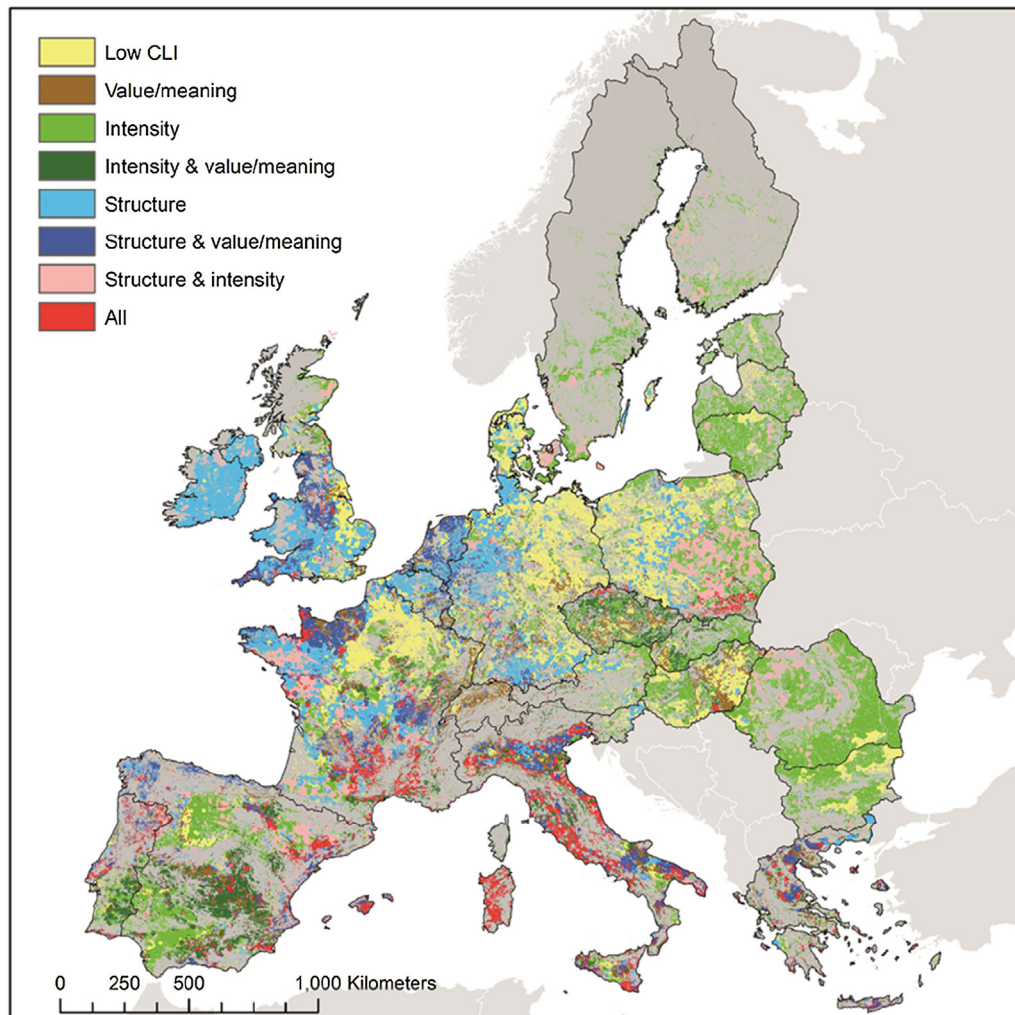 Low CLI
Value/meaning
Intensity
Intensity & value/meaning
Structure
Structure & value/meaning
Structure & intensity
All
0 250 500 1,000 Kilometers